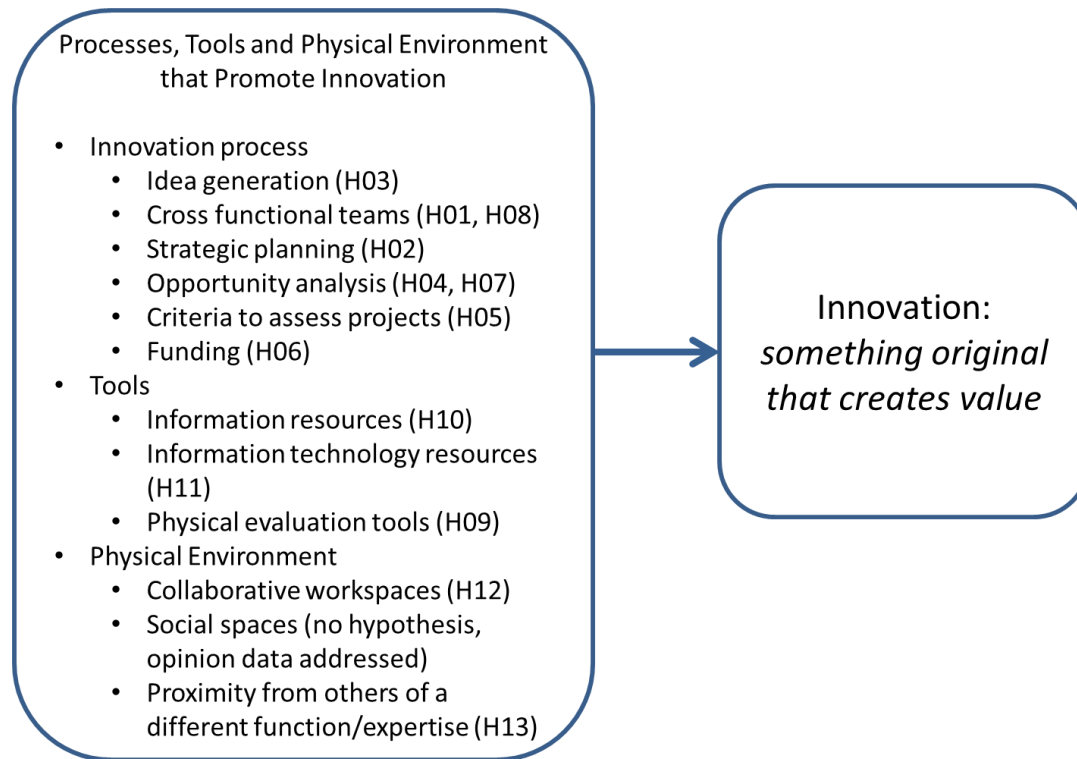 Processes, Tools and Physical Environment
that Promote Innovation
• Innovation process
• Idea generation (H03)
• Cross functional teams (H01, H08)
• Strategic planning (H02)
• Opportunity analysis (H04, H07)
• Criteria to assess projects (H05)
• Funding (H06)
• Tools
• Information resources (H10)
• Information technology resources
(H11)
• Physical evaluation tools (H09)
• Physical Environment
• Collaborative workspaces (H12)
• Social spaces (no hypothesis,
opinion data addressed)
• Proximity from others of a
different function/expertise (H13)
Innovation:
something original
that creates value